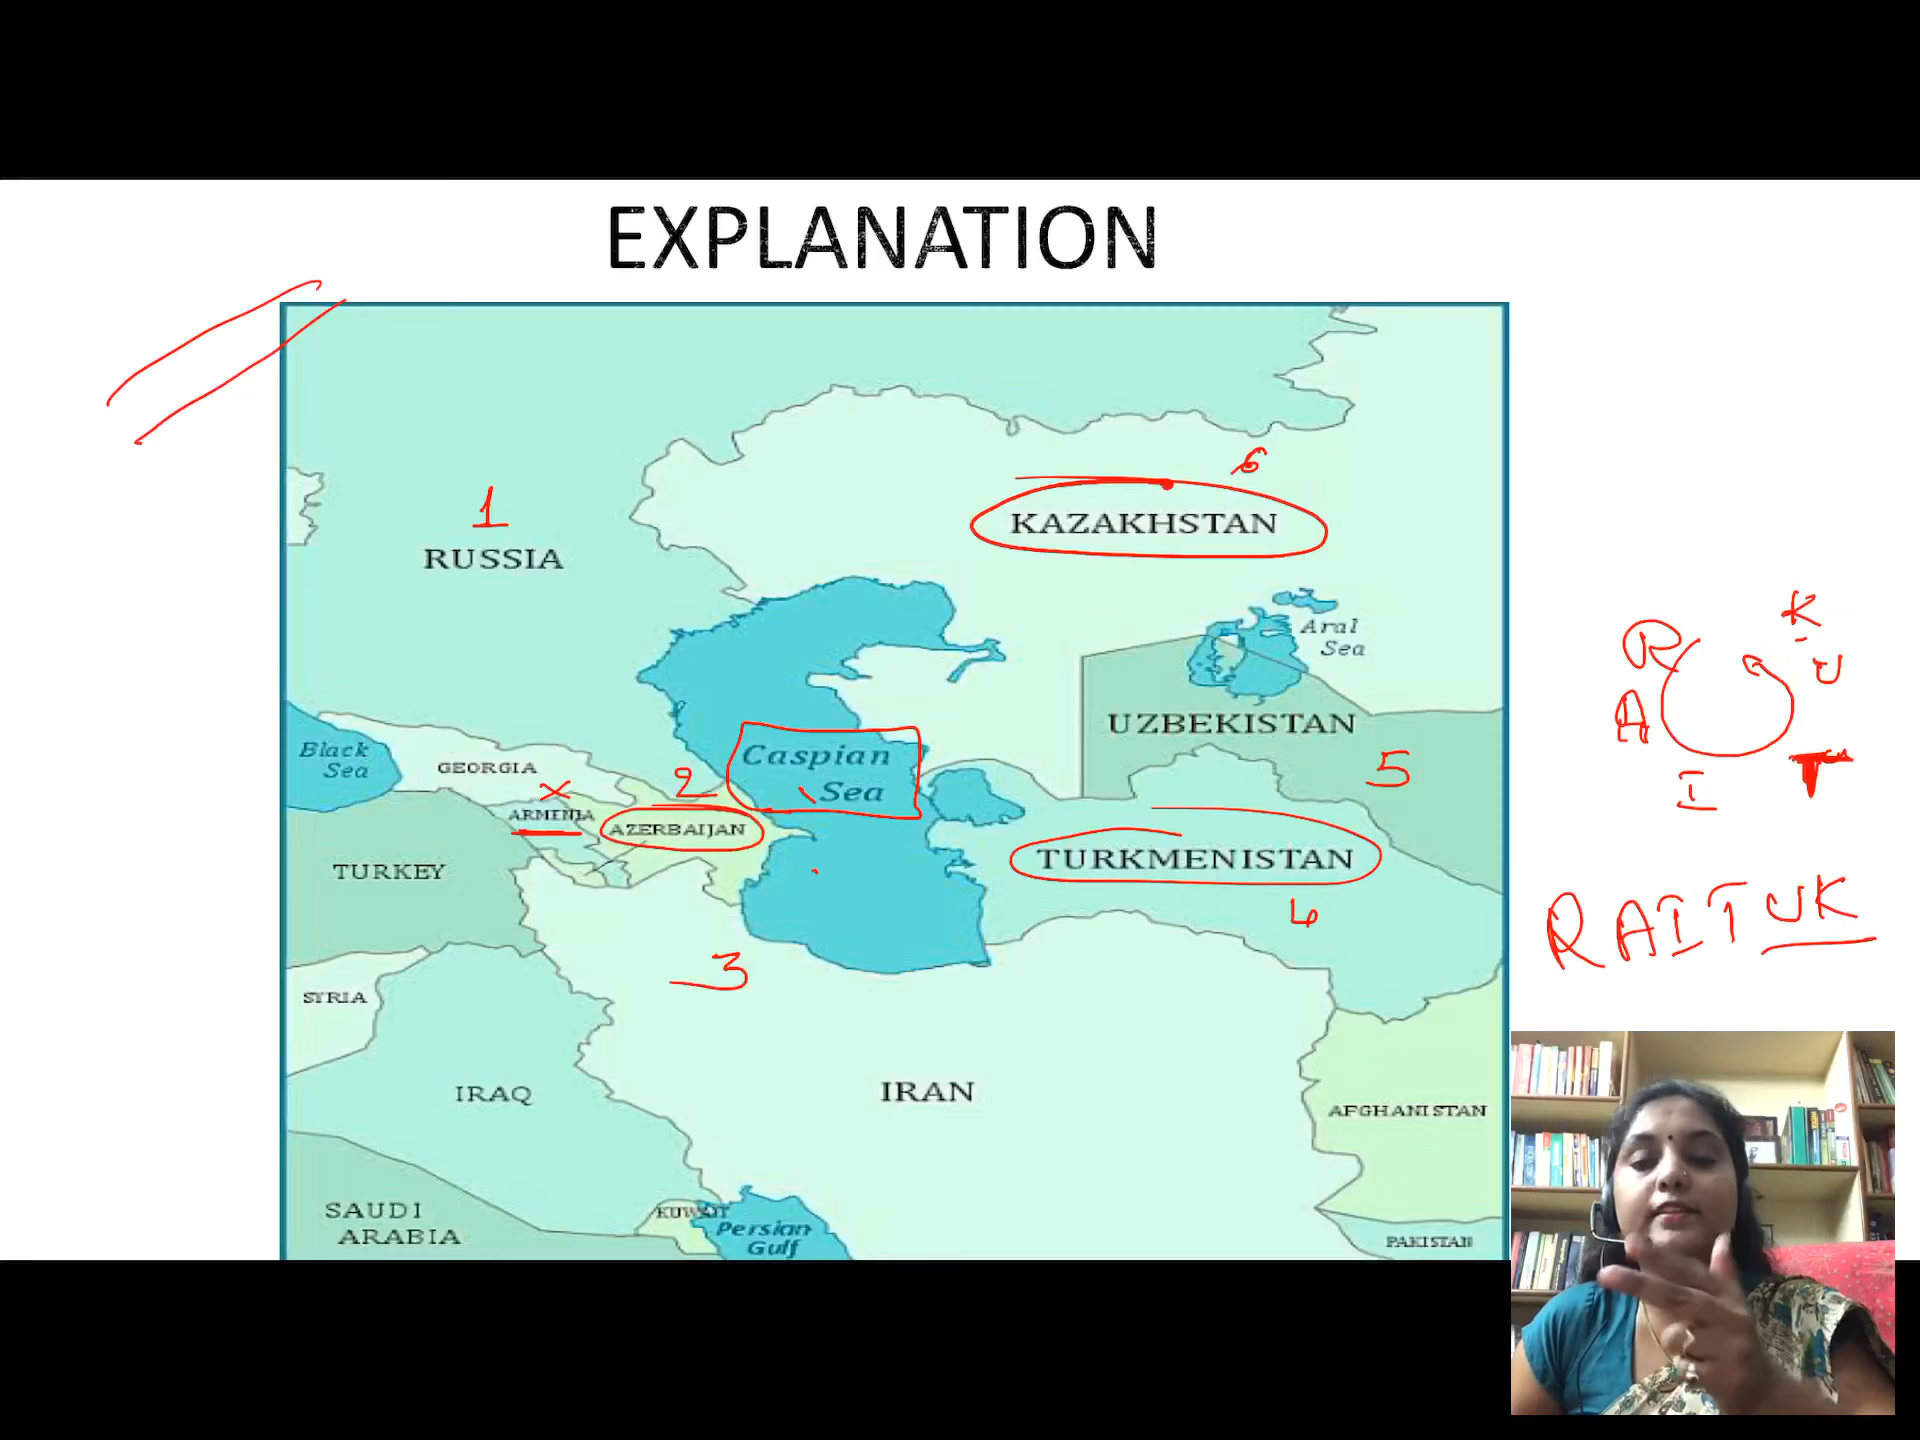 EXPLANATION
6
1
KAZAKHSTAN
RUSSIA
K
R
Aral
Sea
U
A
UZBEKISTAN
Black
Sea
GEORGIA
Caspian
Sea
5
T
I
X
2
ARMENIA
AZERBAIJAN
TURKMENISTAN
TURKEY
4
RAITUK
3
SYRIA
IRAQ
IRAN
AFGHANISTAN
SAUDI
ARABIA
KUWAIT
Persian
Gulf
PAKISTAN